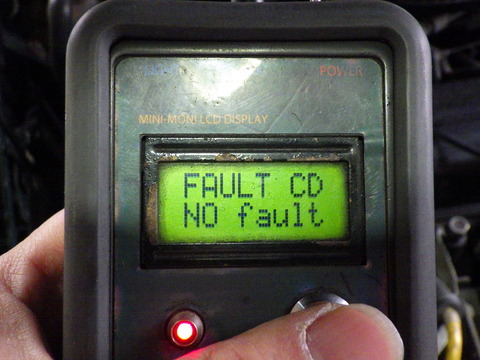 POWER
MINI-MONI LCD DISPLAY
FAULT CD
NO fault